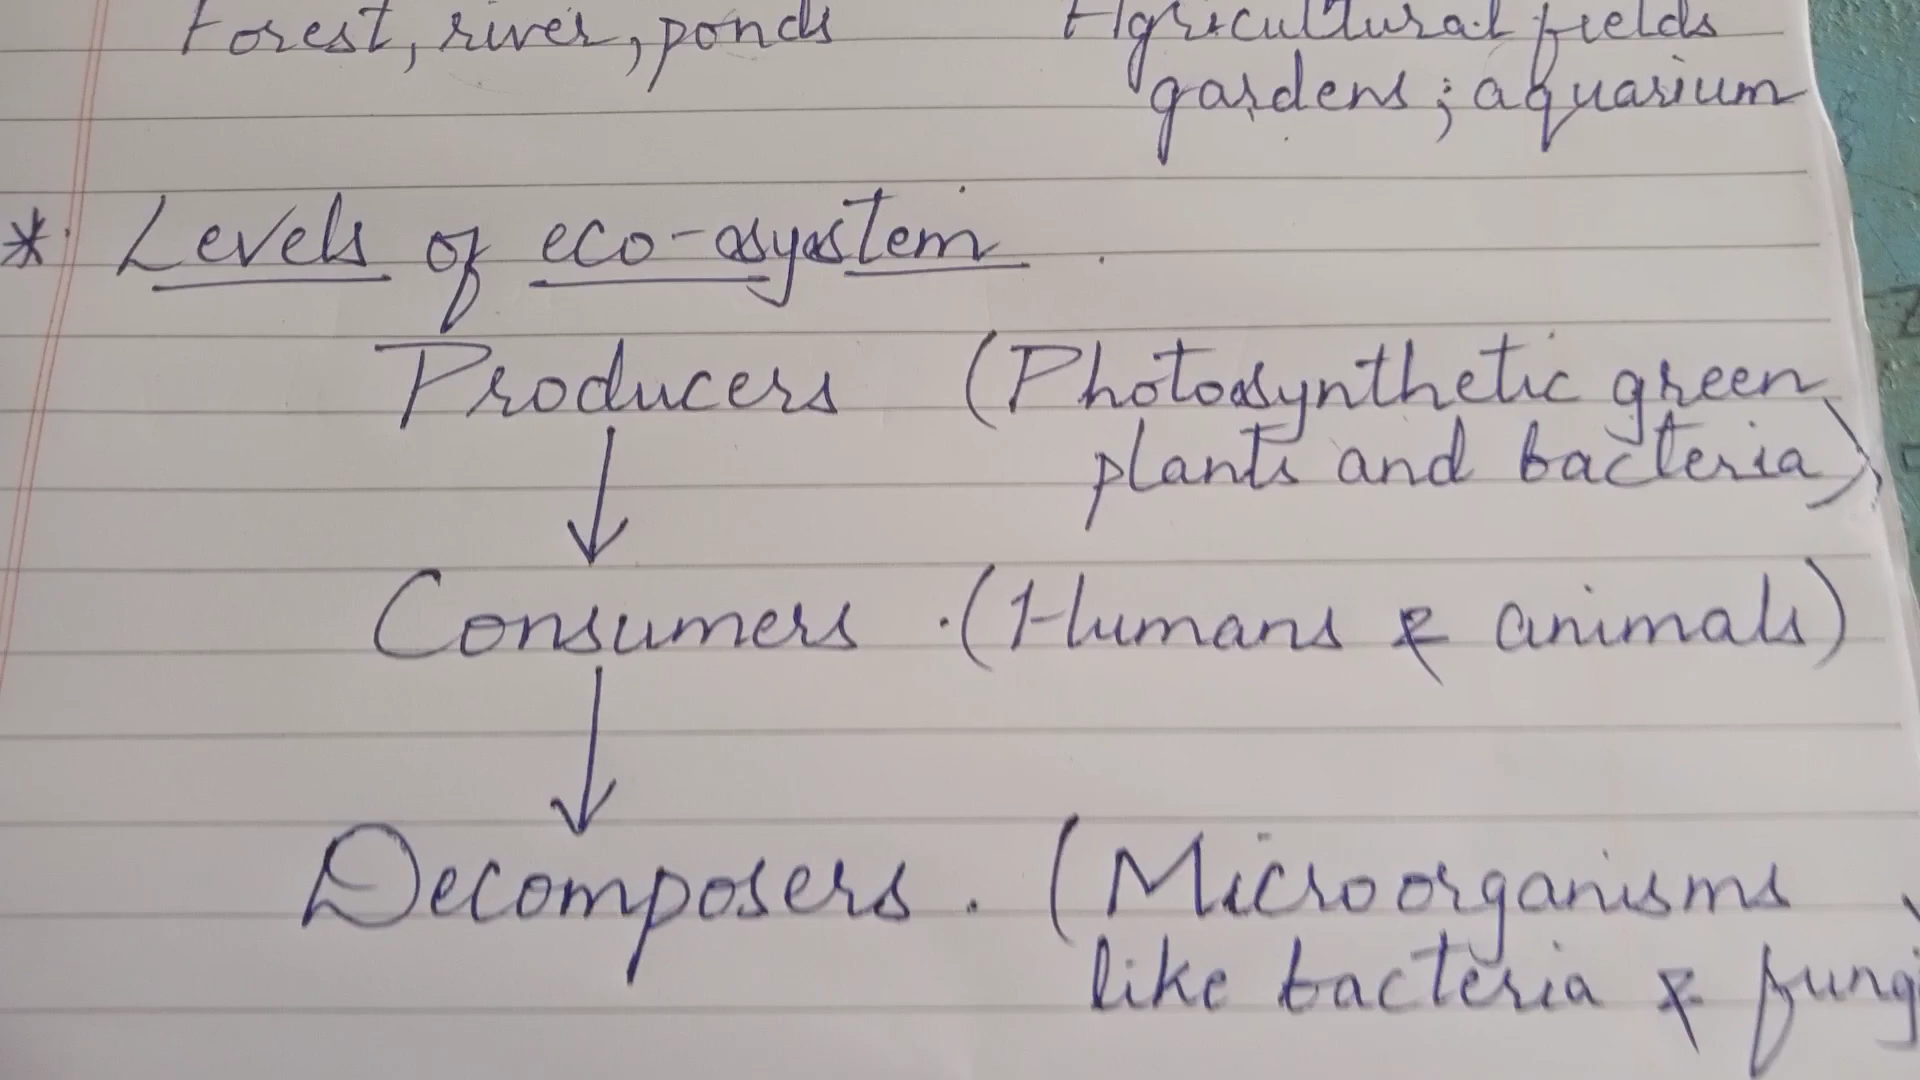 Forest, river, ponds Agricultural fields
gardens; aquarium
* Levels of eco-system
Producers (Photosynthetic green
plants and bacteria)
Consumers (Humans & animals)
Decomposers. (Microorganisms
like bacteria & fungi